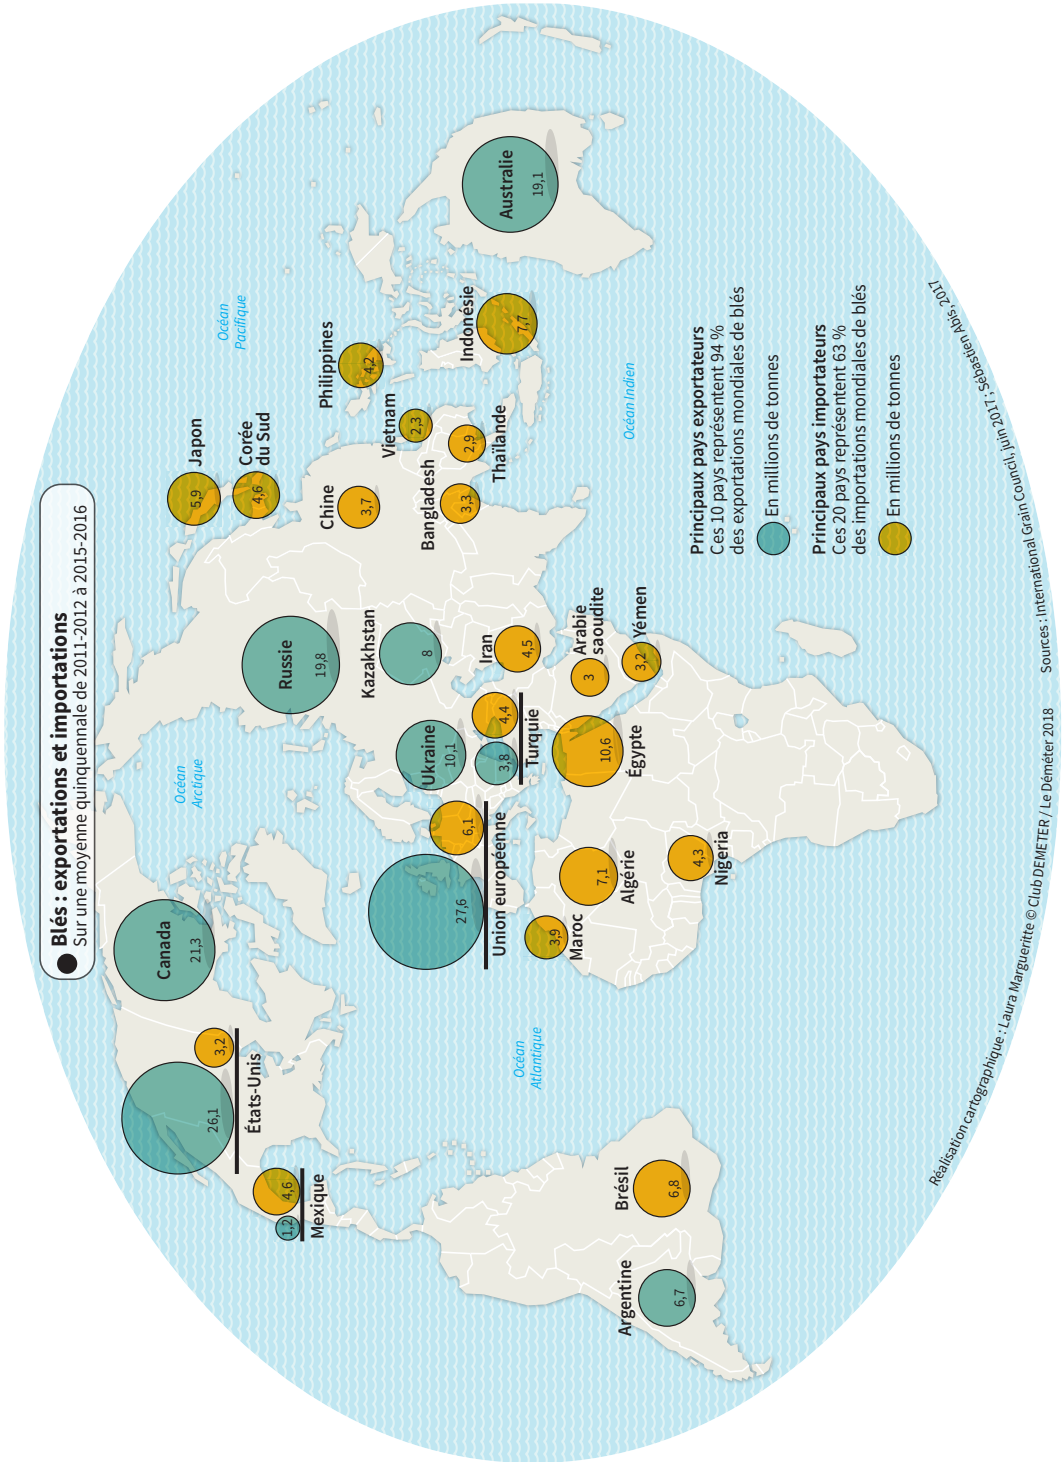 Blés : exportations et importations
Sur une moyenne quinquennale de 2011-2012 à 2015-2016
Océan
Arctique
Océan
Pacifique
Canada
21,3
26,1
3,2
États-Unis
1,2
4,6
Mexique
Russie
19,8
Kazakhstan
8
Ukraine
10,1
27,6
6,1
Union européenne
3,8
4,4
Turquie
Iran
4,5
Japon
5,9
Corée
du Sud
4,6
Chine
3,7
Philippines
4,2
Vietnam
2,3
Bangladesh
3,3
Thaïlande
2,9
Indonésie
7,7
Australie
19,1
Océan
Atlantique
Maroc
3,9
Algérie
7,1
Égypte
10,6
Arabie
saoudite
3
Yémen
3,2
Nigeria
4,3
Océan Indien
Brésil
6,8
Argentine
6,7
Principaux pays exportateurs
Ces 10 pays représentent 94 %
des exportations mondiales de blés
En millions de tonnes
Principaux pays importateurs
Ces 20 pays représentent 63 %
des importations mondiales de blés
En millions de tonnes
Réalisation cartographique : Laura Margueritte © Club DEMETER / Le Déméter 2018
Sources : International Grain Council, juin 2017 ; Sébastien Abis, 2017